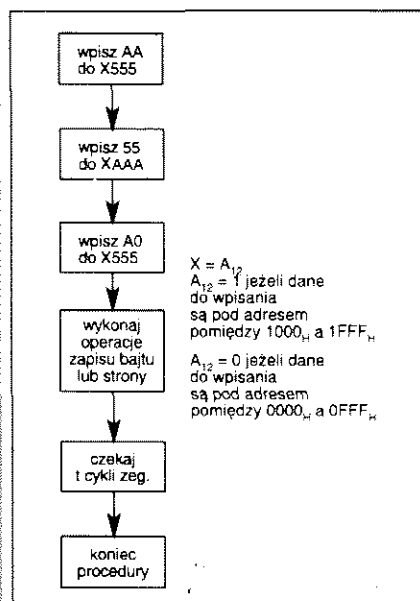 wpisz AA
do X555
wpisz 55
do XAAA
wpisz A0
do X555
wykonaj
operację
zapisu bajtu
lub strony
czekaj
t cykli zeg.
koniec
procedury
X = A₁₂
A₁₂ = 1 jeżeli dane
do wpisania
są pod adresem
pomiędzy 1000ₕ a 1FFFₕ
A₁₂ = 0 jeżeli dane
do wpisania
są pod adresem
pomiędzy 0000ₕ a 0FFFₕ